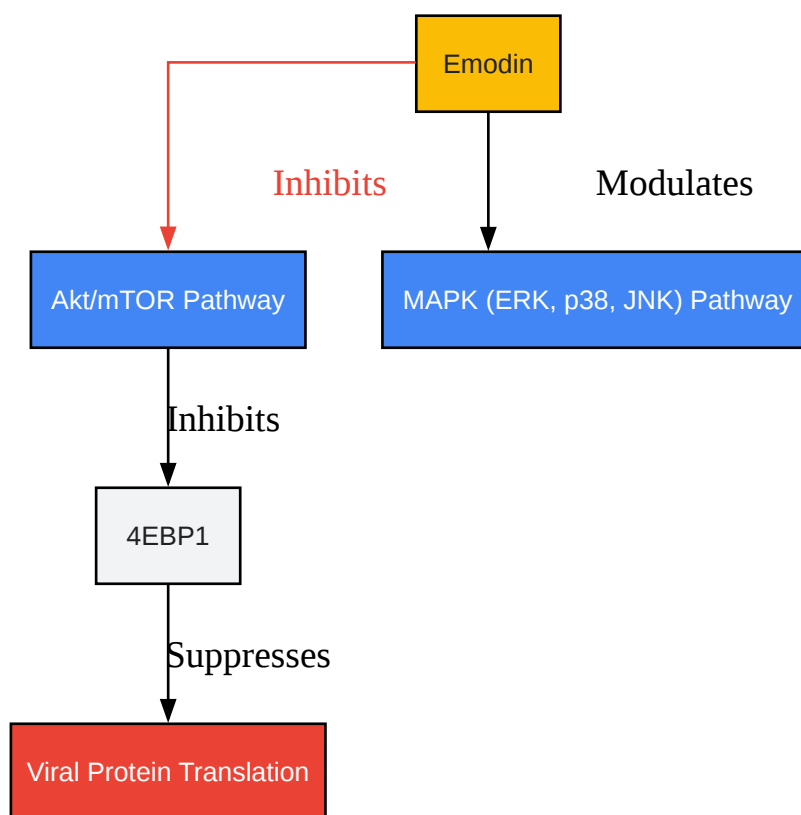 Emodin
Inhibits
Modulates
Akt/mTOR Pathway
MAPK (ERK, p38, JNK) Pathway
Inhibits
4EBP1
Suppresses
Viral Protein Translation